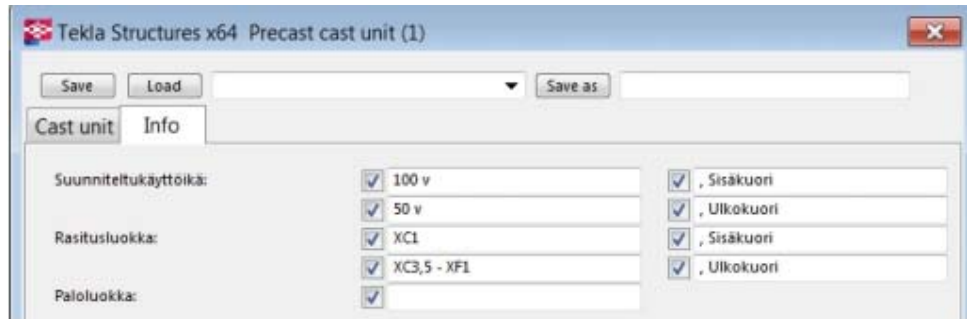 Tekla Structures x64 Precast cast unit (1)
Save Load Save as
Cast unit Info
Suunniteltukäyttöikä: 100 v , Sisäkuori
50 v , Ulkokuori
Rasitusluokka: XC1 , Sisäkuori
XC3,5 - XF1 , Ulkokuori
Paloluokka: